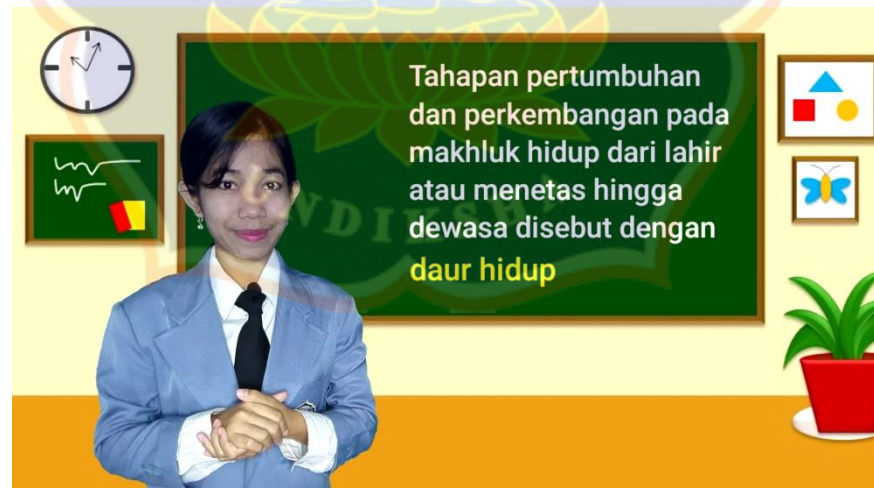 Tahapan pertumbuhan
dan perkembangan pada
makhluk hidup dari lahir
atau menetas hingga
dewasa disebut dengan
daur hidup